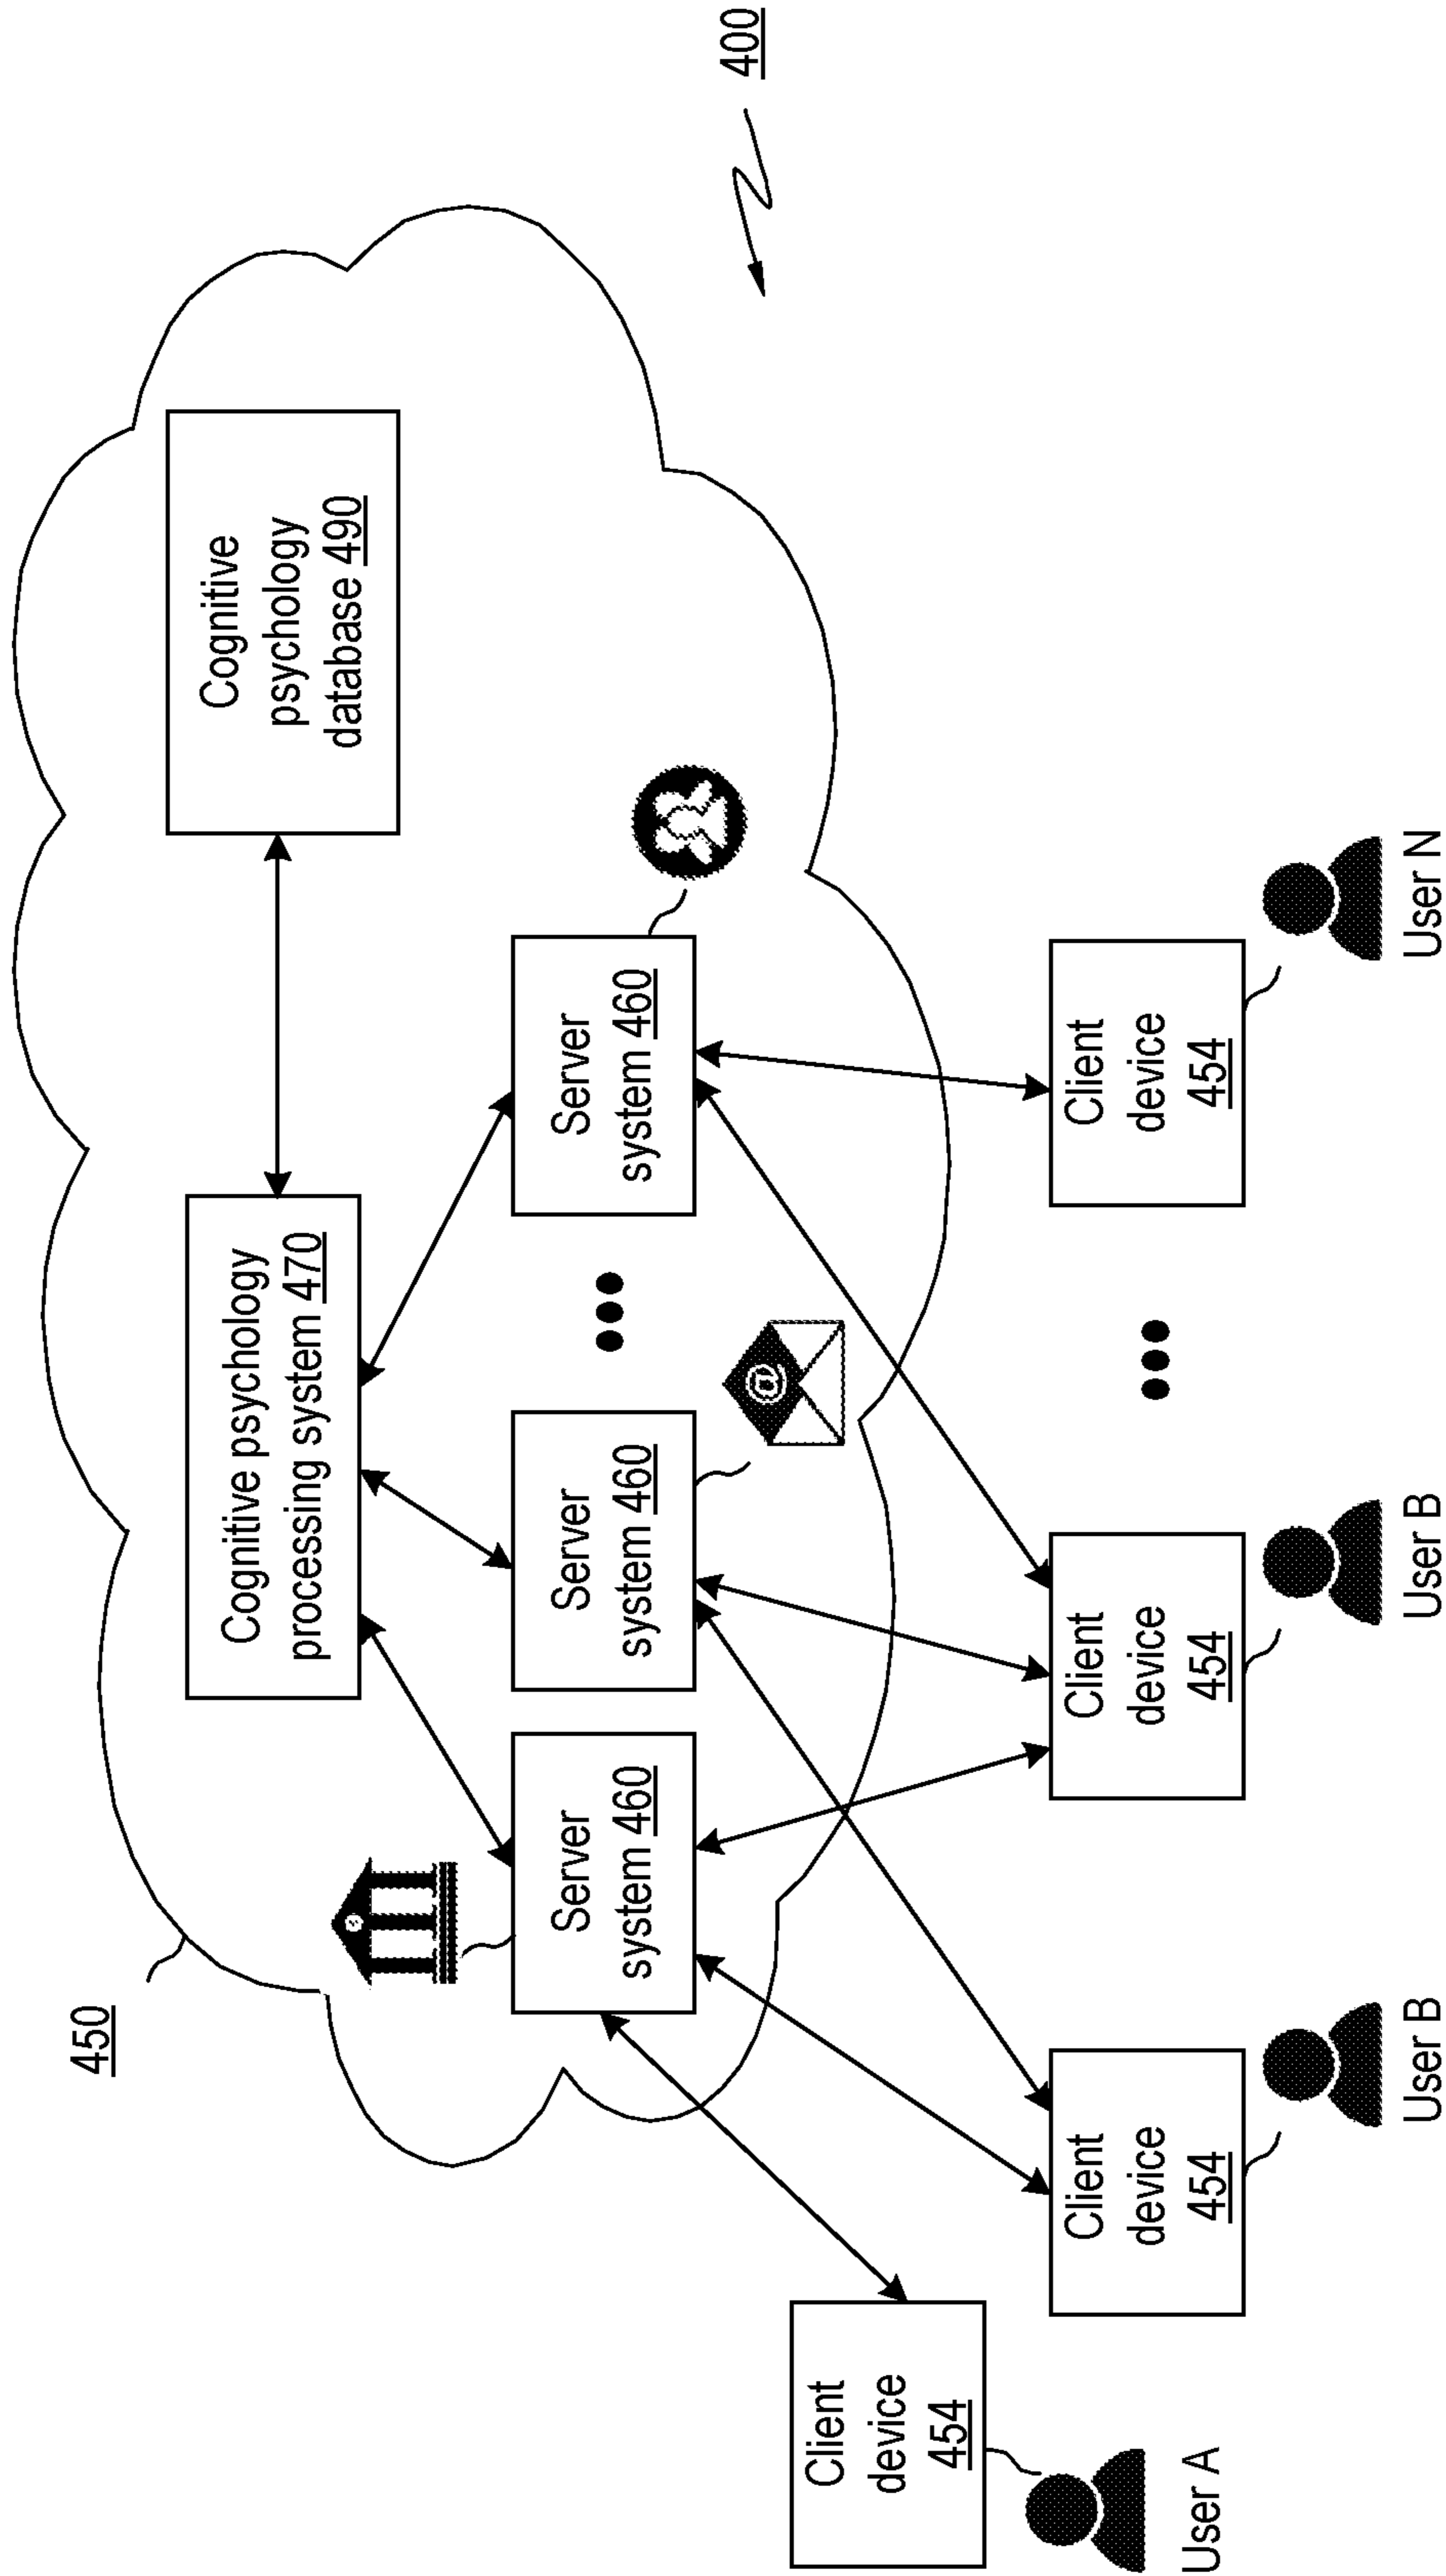 400
450
Cognitive psychology
processing system 470
Cognitive
psychology
database 490
Server
system 460
Server
system 460
@
Server
system 460
Client
device
454
User A
Client
device
454
User B
Client
device
454
User B
Client
device
454
User N